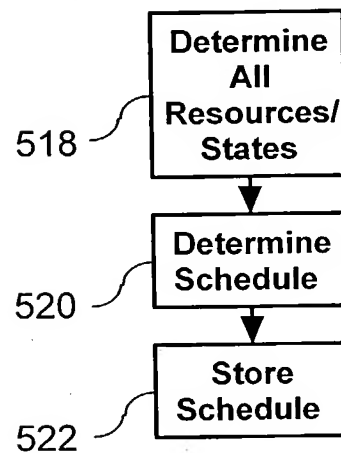 Determine
All
Resources/
States
518
Determine
Schedule
520
Store
Schedule
522